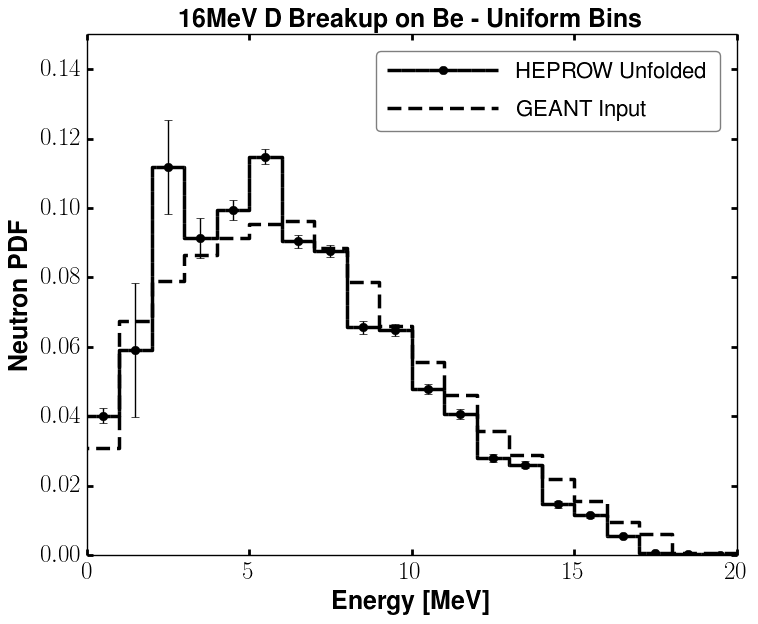 16MeV D Breakup on Be - Uniform Bins
HEPROW Unfolded
GEANT Input
Neutron PDF
0.14
0.12
0.10
0.08
0.06
0.04
0.02
0.00
0 5 10 15 20
Energy [MeV]